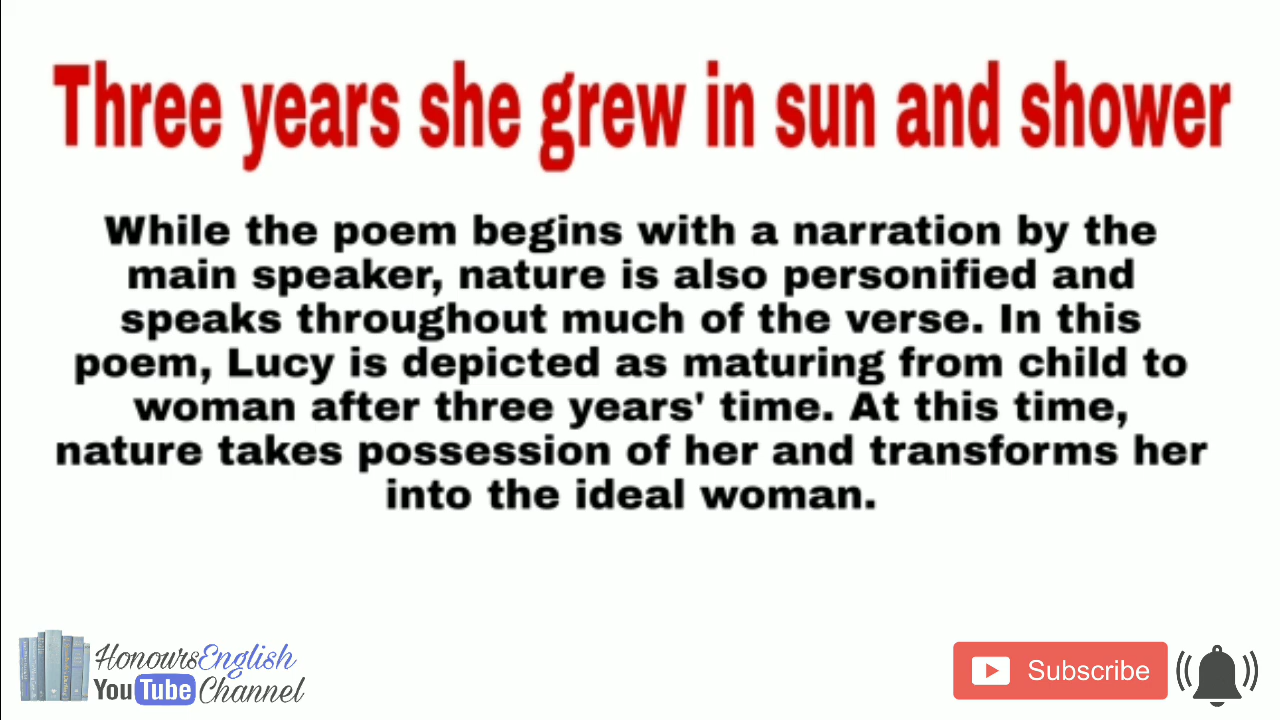 Three years she grew in sun and shower
While the poem begins with a narration by the
main speaker, nature is also personified and
speaks throughout much of the verse. In this
poem, Lucy is depicted as maturing from child to
woman after three years' time. At this time,
nature takes possession of her and transforms her
into the ideal woman.
HonoursEnglish
YouTube Channel
Subscribe